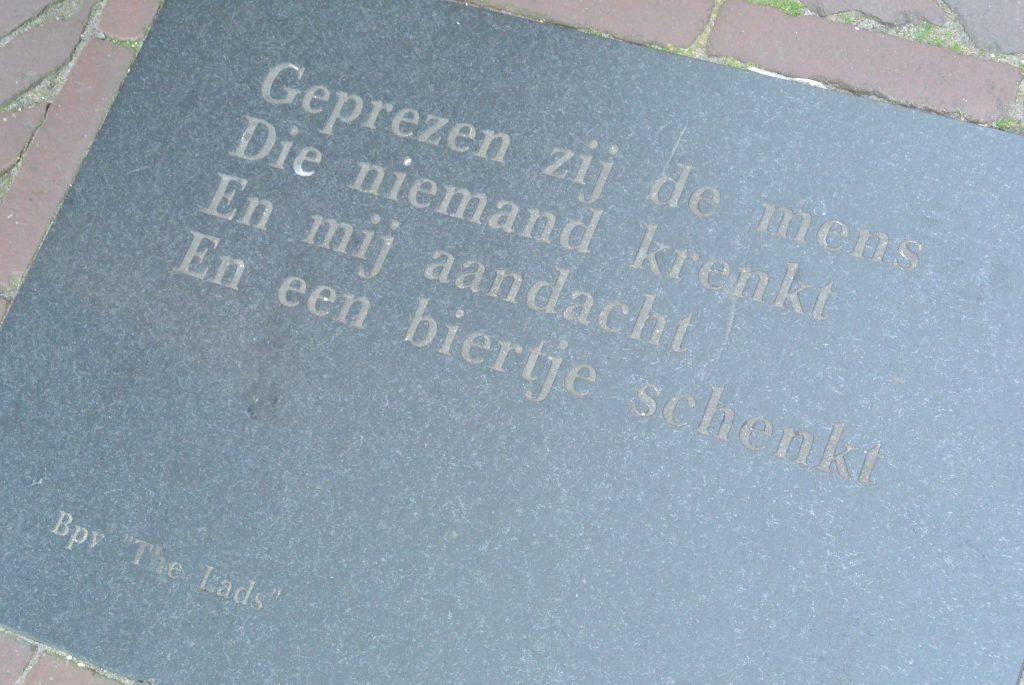 Geprezen zij de mens
Die niemand krenkt
En mij aandacht
En een biertje schenkt
Bpv "The Lads"